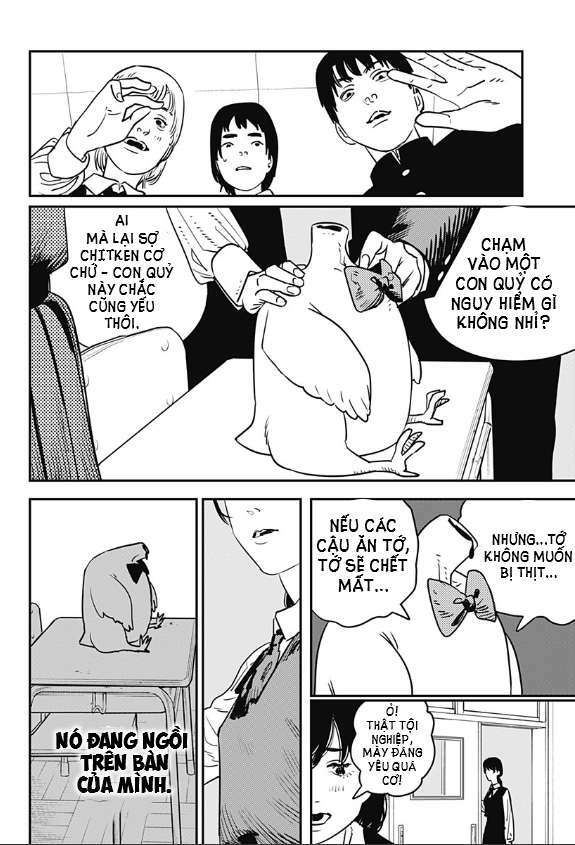 AI
MÀ LẠI SỢ
CHITKEN CƠ
CHỨ - CON QUỶ
NÀY CHẮC
CŨNG YẾU
THÔI.
CHẠM
VÀO MỘT
CON QUỶ CÓ
NGUY HIỂM GÌ
KHÔNG NHỈ?
NÓ ĐANG NGỒI
TRÊN BÀN
CỦA MÌNH.
NẾU CÁC
CẬU ĂN TỚ,
TỚ SẼ CHẾT
MẤT...
NHƯNG...TỚ
KHÔNG MUỐN
BỊ THỊT...
Ỏ!
THẬT TỘI
NGHIỆP,
MÀY ĐÁNG
YÊU QUÁ
CƠ!